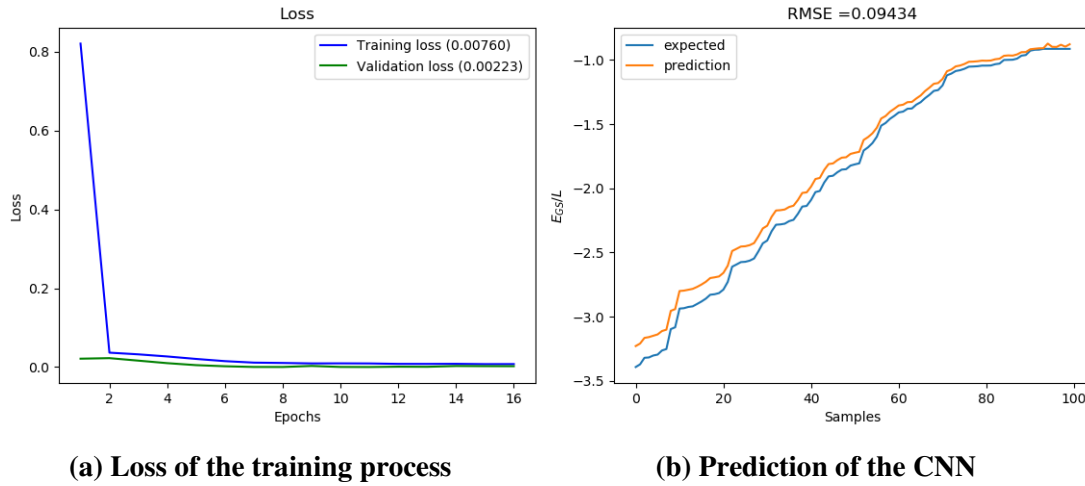 Loss
0.8
0.6
0.4
0.2
0.0
Loss
Training loss (0.00760)
Validation loss (0.00223)
2
4
6
8
10
12
14
16
Epochs
(a) Loss of the training process
RMSE =0.09434
expected
prediction
−1.0
−1.5
−2.0
−2.5
−3.0
−3.5
E_GS/L
0
20
40
60
80
100
Samples
(b) Prediction of the CNN